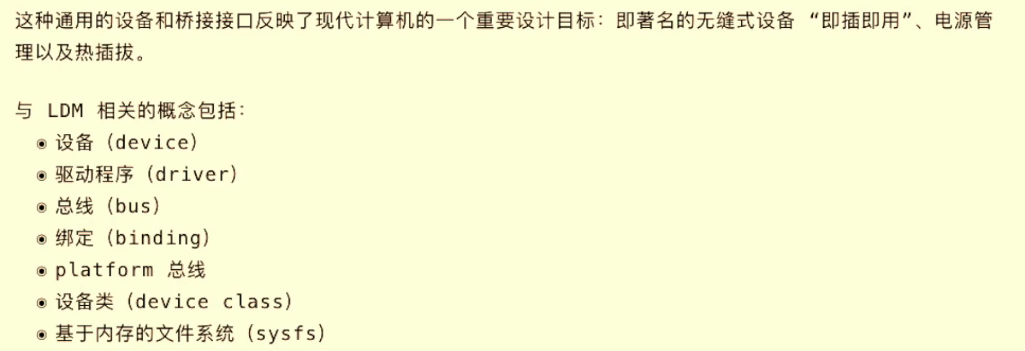 这种通用的设备和桥接接口反映了现代计算机的一个重要设计目标：即著名的无缝式设备 “即插即用”、电源管
理以及热插拔。
与 LDM 相关的概念包括：
◉ 设备（device）
◉ 驱动程序（driver）
◉ 总线（bus）
◉ 绑定（binding）
◉ platform 总线
◉ 设备类（device class）
◉ 基于内存的文件系统（sysfs）